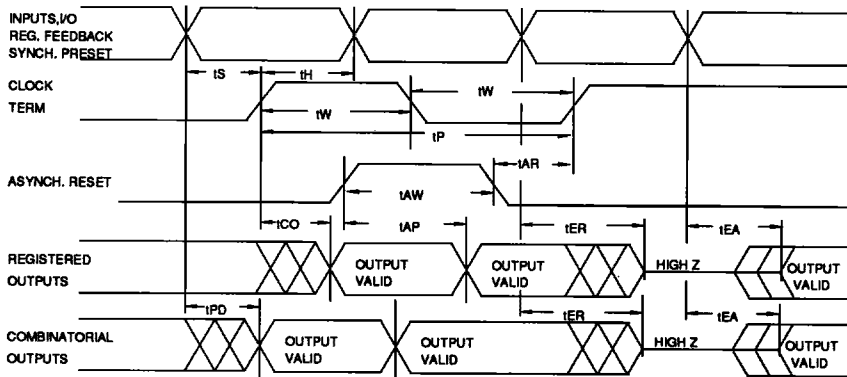 INPUTS,I/O
REG. FEEDBACK
SYNCH. PRESET
tS
tH
CLOCK
TERM
tW
tW
tP
tAR
ASYNCH. RESET
tAW
tCO
tAP
tER
tEA
REGISTERED
OUTPUTS
OUTPUT
VALID
OUTPUT
VALID
HIGH Z
OUTPUT
VALID
tPD
tER
tEA
COMBINATORIAL
OUTPUTS
OUTPUT
VALID
OUTPUT
VALID
HIGH Z
OUTPUT
VALID